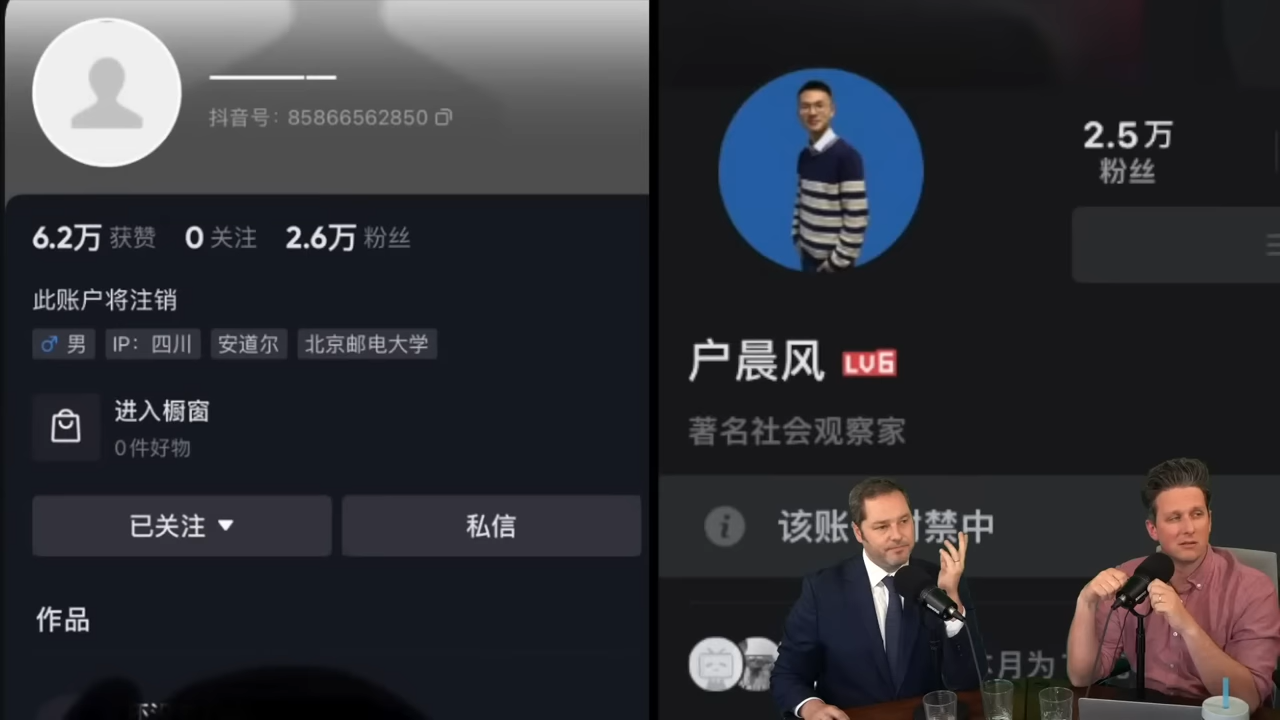 抖音号：85866562850
6.2万 获赞 0 关注 2.6万 粉丝
此账户将注销
男 IP：四川 安道尔 北京邮电大学
进入橱窗
0件好物
已关注 私信
作品
2.5万
粉丝
户晨风 LV6
著名社会观察家
该账 封禁中
月为